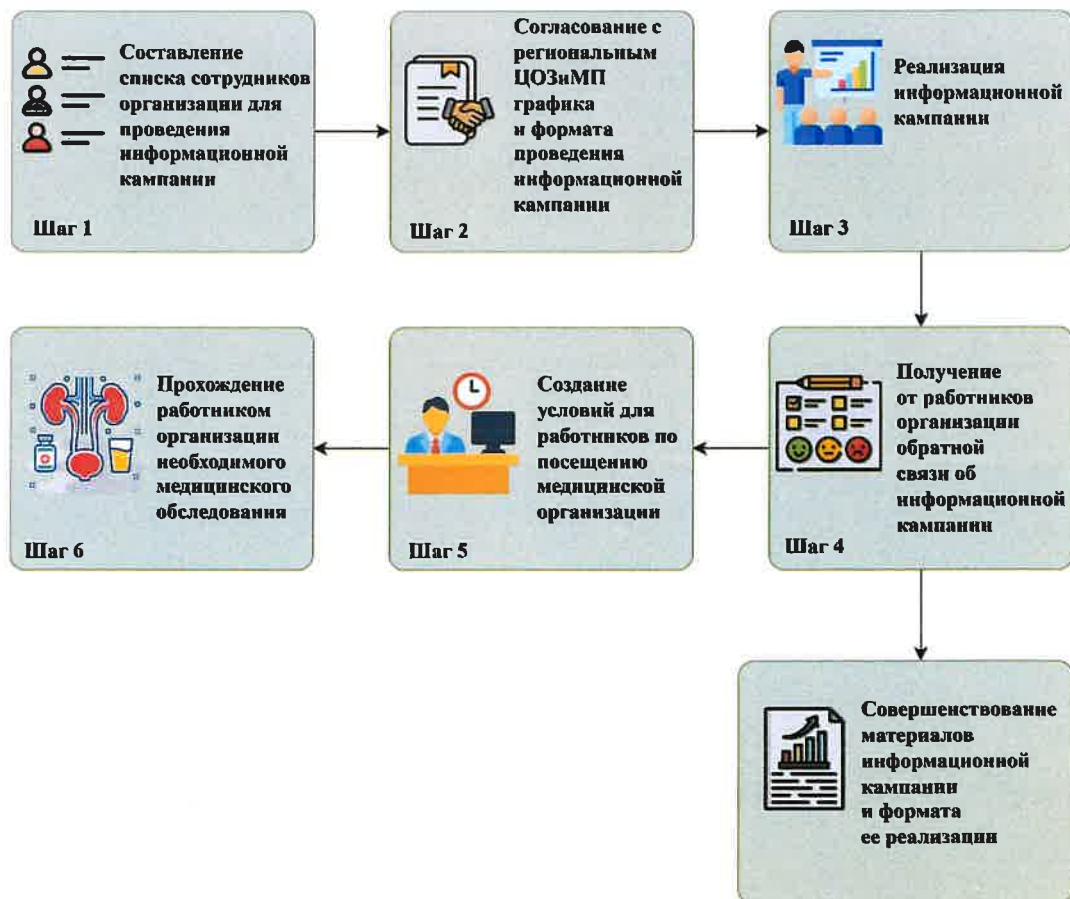 Составление
списка сотрудников
организации для
проведения
информационной
кампании
Шаг 1
Согласование с
региональным
ЦОЗиМП
графика
и формата
проведения
информационной
кампании
Шаг 2
Реализация
информационной
кампании
Шаг 3
Получение
от работников
организации
обратной
связи об
информационной
кампании
Шаг 4
Создание
условий для
работников по
посещению
медицинской
организации
Шаг 5
Прохождение
работником
организации
необходимого
медицинского
обследования
Шаг 6
Совершенствование
материалов
информационной
кампании
и формата
ее реализации